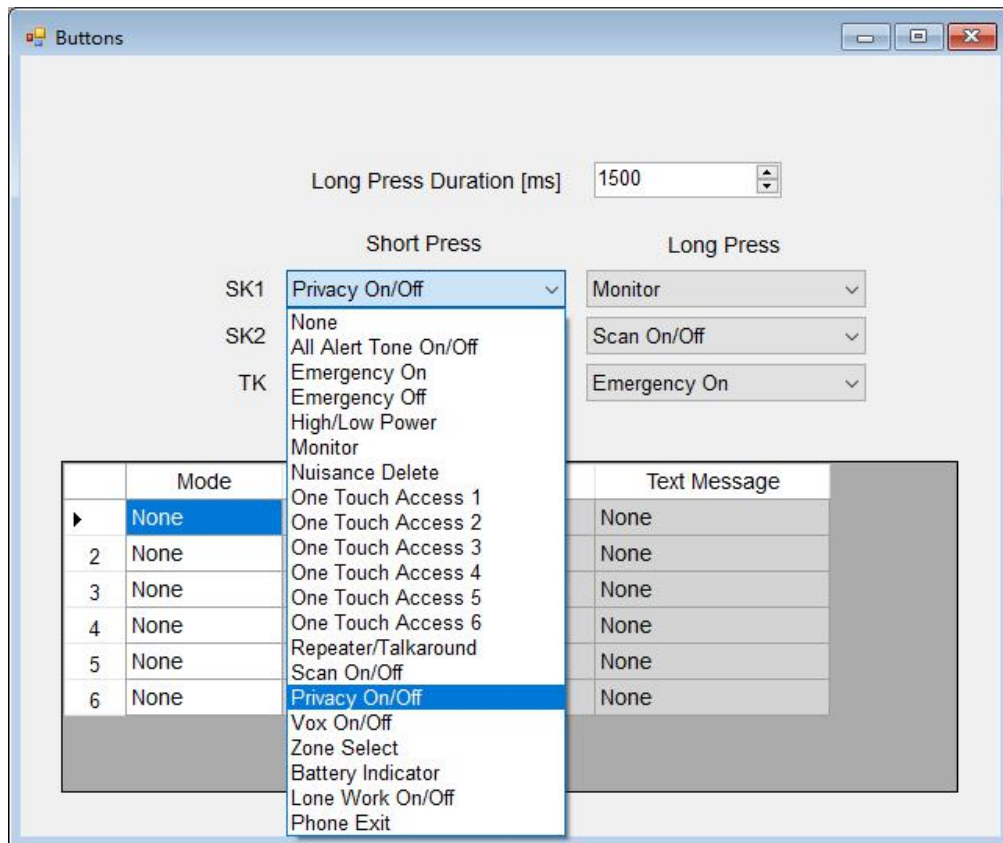 Buttons
Long Press Duration [ms] 1500
Short Press Long Press
SK1 Privacy On/Off Monitor
SK2 Scan On/Off
TK Emergency On
None
All Alert Tone On/Off
Emergency On
Emergency Off
High/Low Power
Monitor
Nuisance Delete
One Touch Access 1
One Touch Access 2
One Touch Access 3
One Touch Access 4
One Touch Access 5
One Touch Access 6
Repeater/Talkaround
Scan On/Off
Privacy On/Off
Vox On/Off
Zone Select
Battery Indicator
Lone Work On/Off
Phone Exit
Mode Text Message
None None
2 None None
3 None None
4 None None
5 None None
6 None None